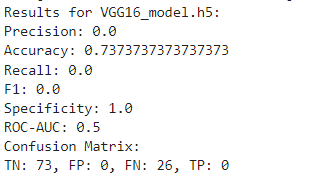 Results for VGG16_model.h5:
Precision: 0.0
Accuracy: 0.7373737373737373
Recall: 0.0
F1: 0.0
Specificity: 1.0
ROC-AUC: 0.5
Confusion Matrix:
TN: 73, FP: 0, FN: 26, TP: 0